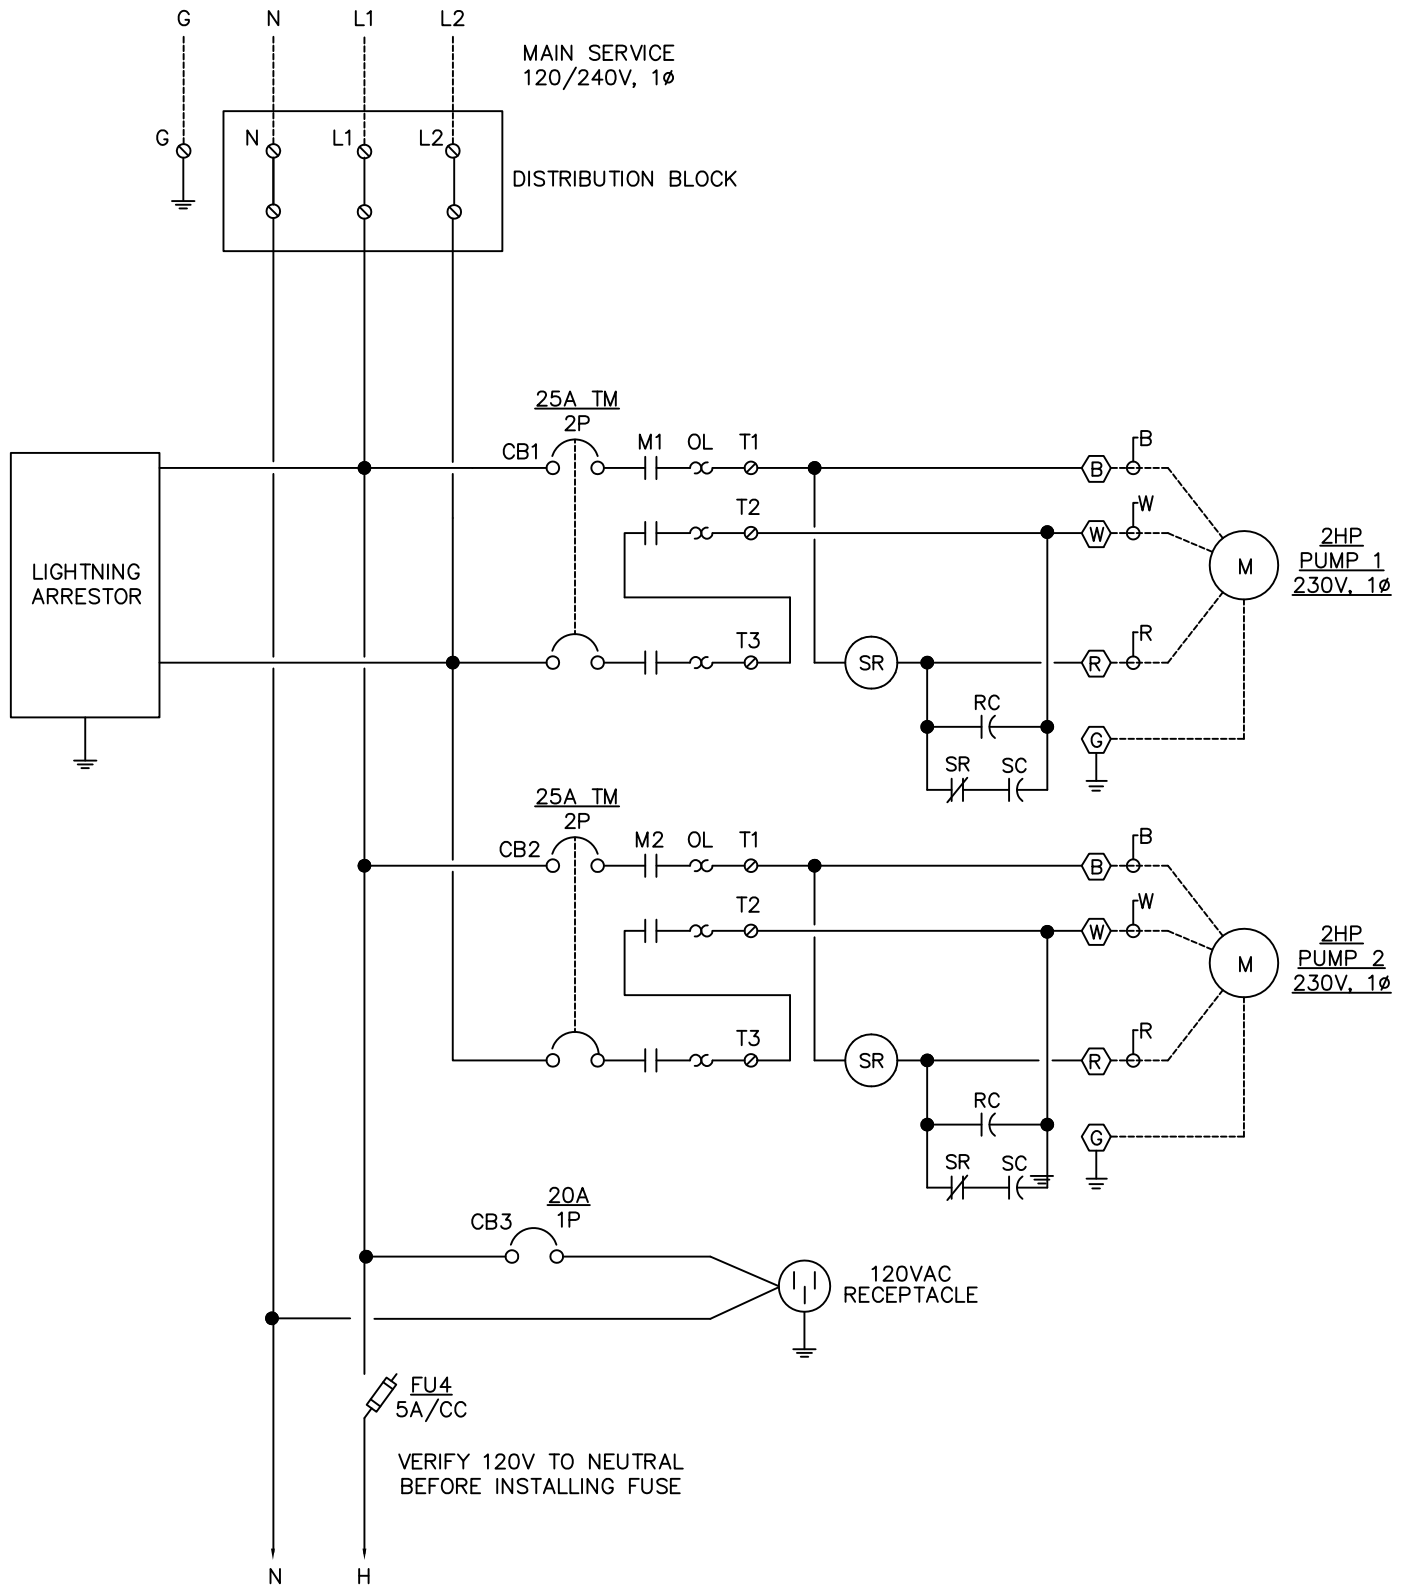 G N L1 L2
MAIN SERVICE
120/240V, 1ø
G N L1 L2
DISTRIBUTION BLOCK
25A TM
2P
CB1 M1 OL T1 B
B
T2 W
W
2HP
PUMP 1
230V, 1ø
M
LIGHTNING
ARRESTOR
T3 R
SR R
RC
G
SR SC
25A TM
2P
CB2 M2 OL T1 B
B
T2 W
W
2HP
PUMP 2
230V, 1ø
M
T3 R
SR R
RC
G
SR SC
20A
1P
CB3
120VAC
RECEPTACLE
FU4
5A/CC
VERIFY 120V TO NEUTRAL
BEFORE INSTALLING FUSE
N H